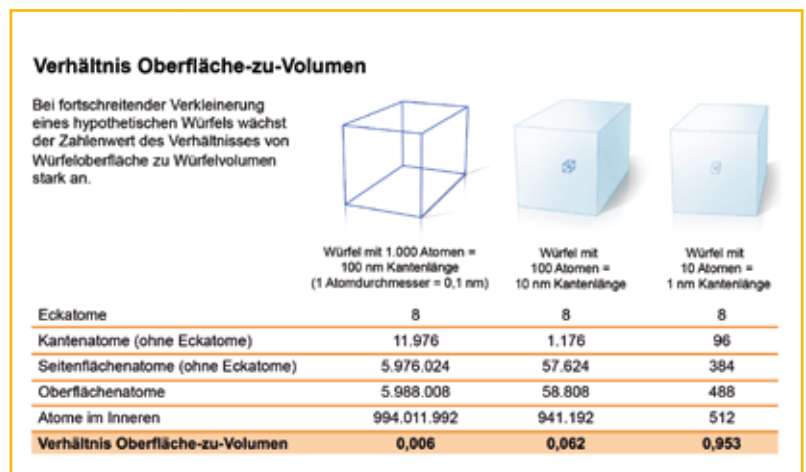 Verhältnis Oberfläche-zu-Volumen
Bei fortschreitender Verkleinerung
eines hypothetischen Würfels wächst
der Zahlenwert des Verhältnisses von
Würfeloberfläche zu Würfelvolumen
stark an.
Würfel mit 1.000 Atomen =
100 nm Kantenlänge
(1 Atomdurchmesser = 0,1 nm)
Würfel mit
100 Atomen =
10 nm Kantenlänge
Würfel mit
10 Atomen =
1 nm Kantenlänge
Eckatome 8 8 8
Kantenatome (ohne Eckatome) 11.976 1.176 96
Seitenflächenatome (ohne Eckatome) 5.976.024 57.624 384
Oberflächenatome 5.988.008 58.808 488
Atome im Inneren 994.011.992 941.192 512
Verhältnis Oberfläche-zu-Volumen 0,006 0,062 0,953